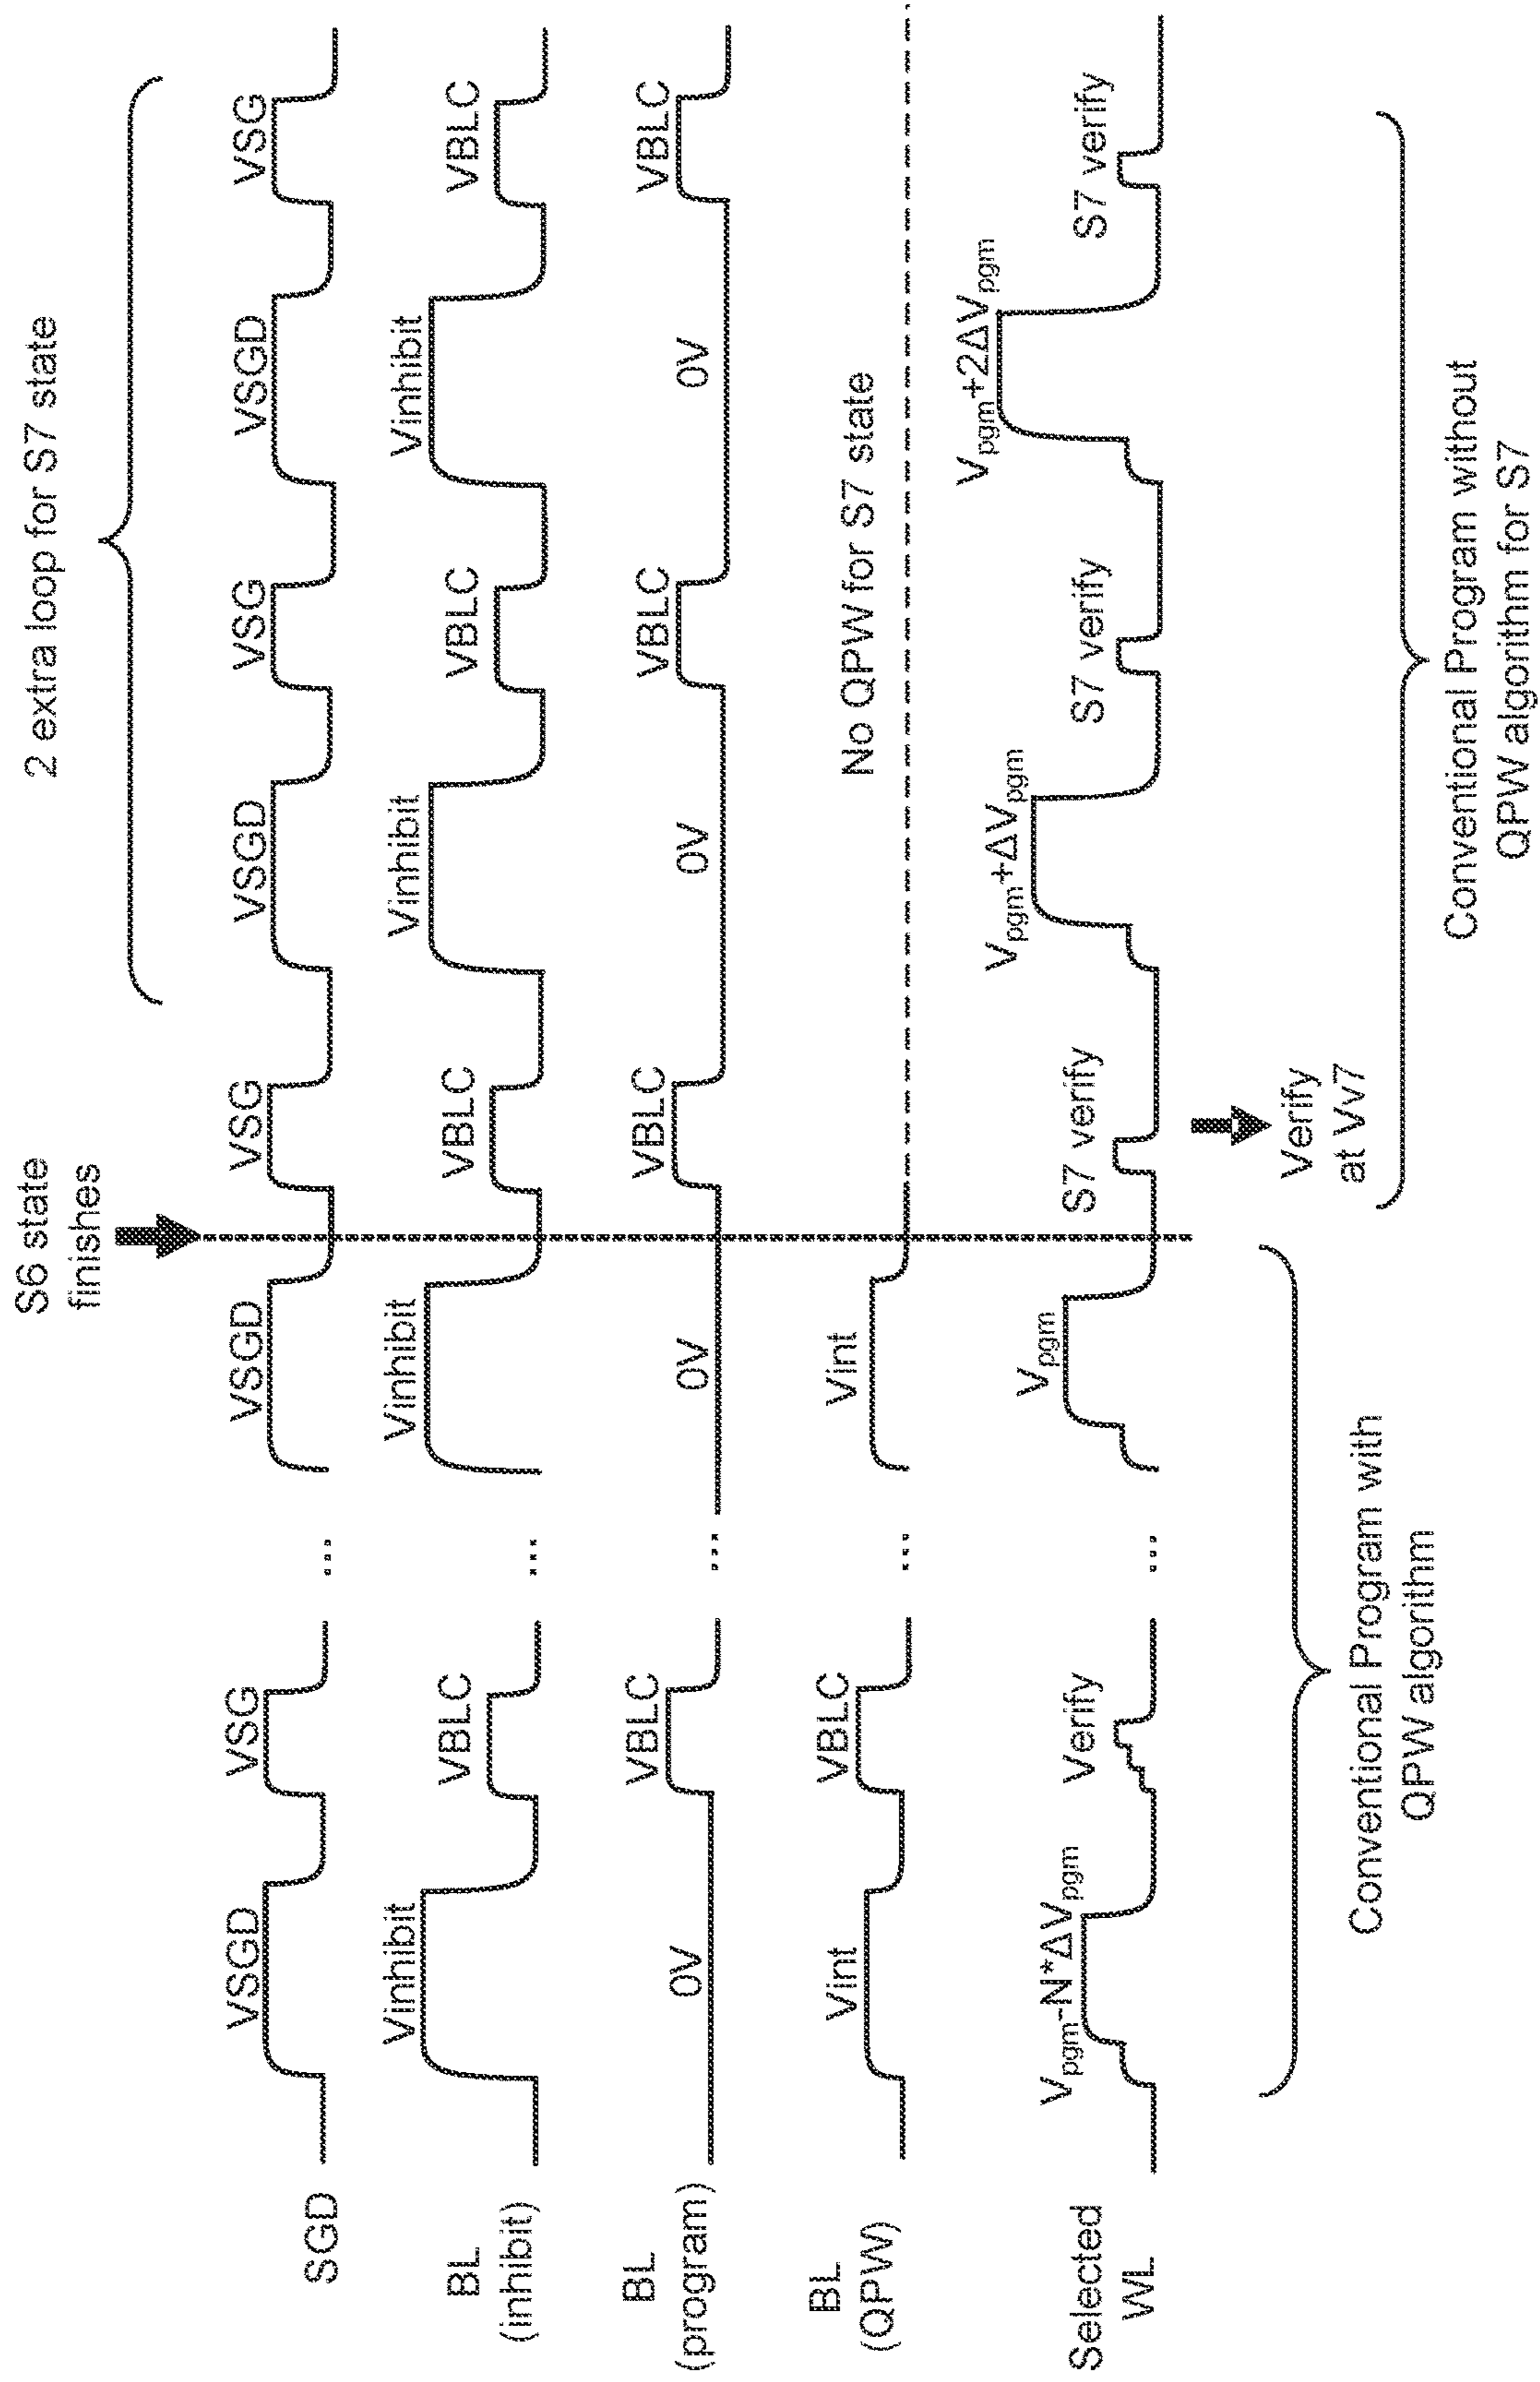 2 extra loop for S7 state
S6 state
finishes
SGD
VSGD
VSG
...
VSGD
VSG
VSGD
VSG
VSGD
VSG
BL
(inhibit)
Vinhibit
VBLC
...
Vinhibit
VBLC
Vinhibit
VBLC
Vinhibit
VBLC
BL
(program)
0V
VBLC
...
0V
VBLC
0V
VBLC
0V
VBLC
BL
(QPW)
Vint
VBLC
...
Vint
No QPW for S7 state
Selected
WL
Vpgm-N*ΔVpgm
Verify
...
Vpgm
S7 verify
Vpgm+ΔVpgm
S7 verify
Vpgm+2ΔVpgm
S7 verify
Verify
at Vv7
Conventional Program with
QPW algorithm
Conventional Program without
QPW algorithm for S7